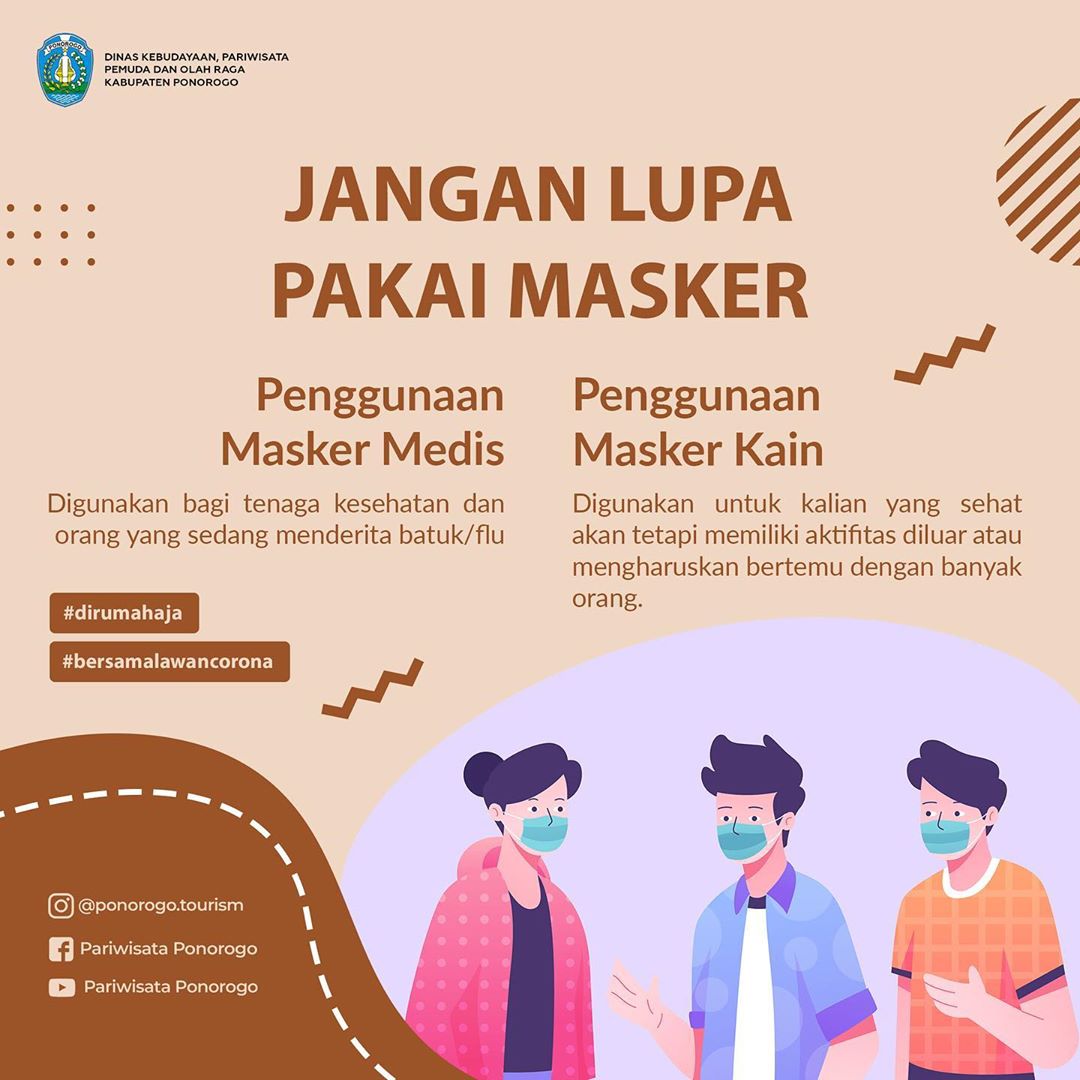 PONOROGO
DINAS KEBUDAYAAN, PARIWISATA
PEMUDA DAN OLAH RAGA
KABUPATEN PONOROGO
JANGAN LUPA
PAKAI MASKER
Penggunaan
Masker Medis
Digunakan bagi tenaga kesehatan dan
orang yang sedang menderita batuk/flu
Penggunaan
Masker Kain
Digunakan untuk kalian yang sehat
akan tetapi memiliki aktifitas diluar atau
mengharuskan bertemu dengan banyak
orang.
#dirumahaja
#bersamalawancorona
@ponorogo.tourism
Pariwisata Ponorogo
Pariwisata Ponorogo